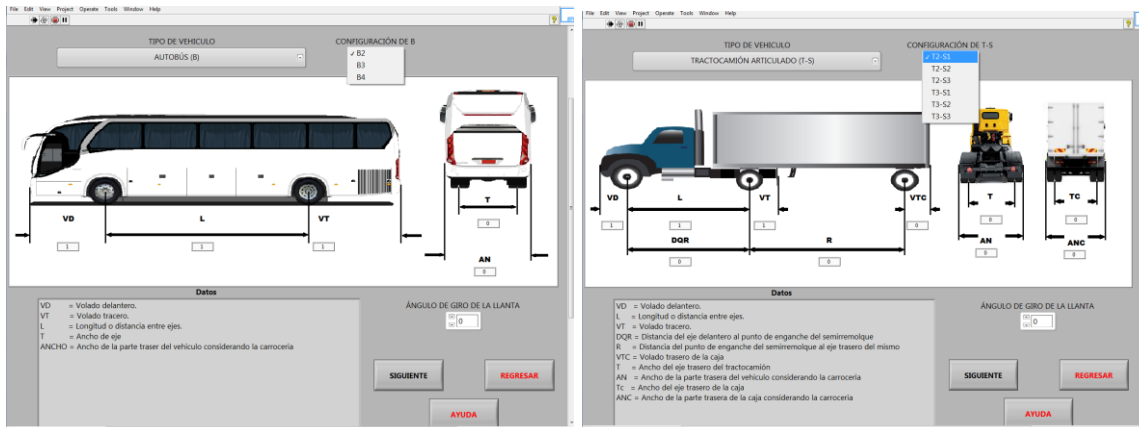 File Edit View Project Operate Tools Window Help
TIPO DE VEHICULO
CONFIGURACIÓN DE B
AUTOBÚS (B)
✓ B2
B3
B4
VD
L
VT
T
1
1
1
0
AN
0
Datos
VD = Volado delantero.
VT = Volado tracero.
L = Longitud o distancia entre ejes.
T = Ancho de eje
ANCHO = Ancho de la parte traser del vehículo considerando la carroceria
ÁNGULO DE GIRO DE LA LLANTA
0
SIGUIENTE
REGRESAR
AYUDA
File Edit View Project Operate Tools Window Help
TIPO DE VEHICULO
CONFIGURACIÓN DE T-S
TRACTOCAMIÓN ARTICULADO (T-S)
✓ T2-S1
T2-S2
T2-S3
T3-S1
T3-S2
T3-S3
VD
L
VT
VTC
T
TC
1
1
1
0
0
0
DQR
R
AN
ANC
0
0
0
0
Datos
VD = Volado delantero.
L = Longitud o distancia entre ejes.
VT = Volado tracero.
DQR = Distancia del eje delantero al punto de enganche del semirremolque
R = Distancia del punto de enganche del semirremolque al eje trasero del mismo
VTC = Volado trasero de la caja
T = Ancho del eje trasero del tractocamión
AN = Ancho de la parte trasera del vehiculo considerando la carroceria
Tc = Ancho del eje trasero de la caja
ANC = Ancho de la parte trasera de la caja considerando la carroceria
ÁNGULO DE GIRO DE LA LLANTA
0
SIGUIENTE
REGRESAR
AYUDA